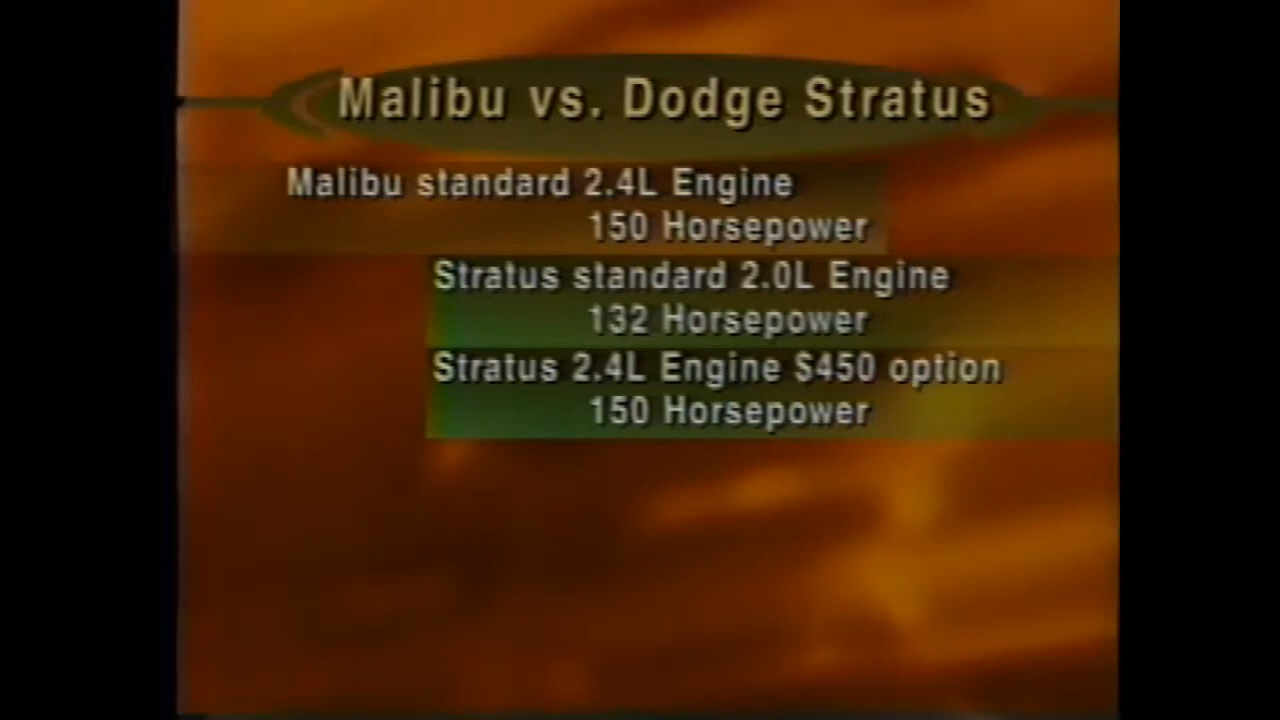 Malibu vs. Dodge Stratus
Malibu standard 2.4L Engine
150 Horsepower
Stratus standard 2.0L Engine
132 Horsepower
Stratus 2.4L Engine $450 option
150 Horsepower